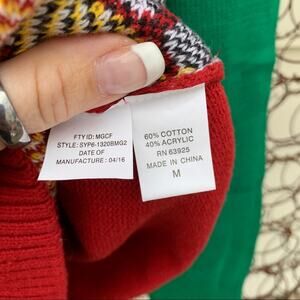 FTY ID: MGCF
STYLE: SYP6-1320BMG2
DATE OF
MANUFACTURE : 04/16
60% COTTON
40% ACRYLIC
RN 63925
MADE IN CHINA
M